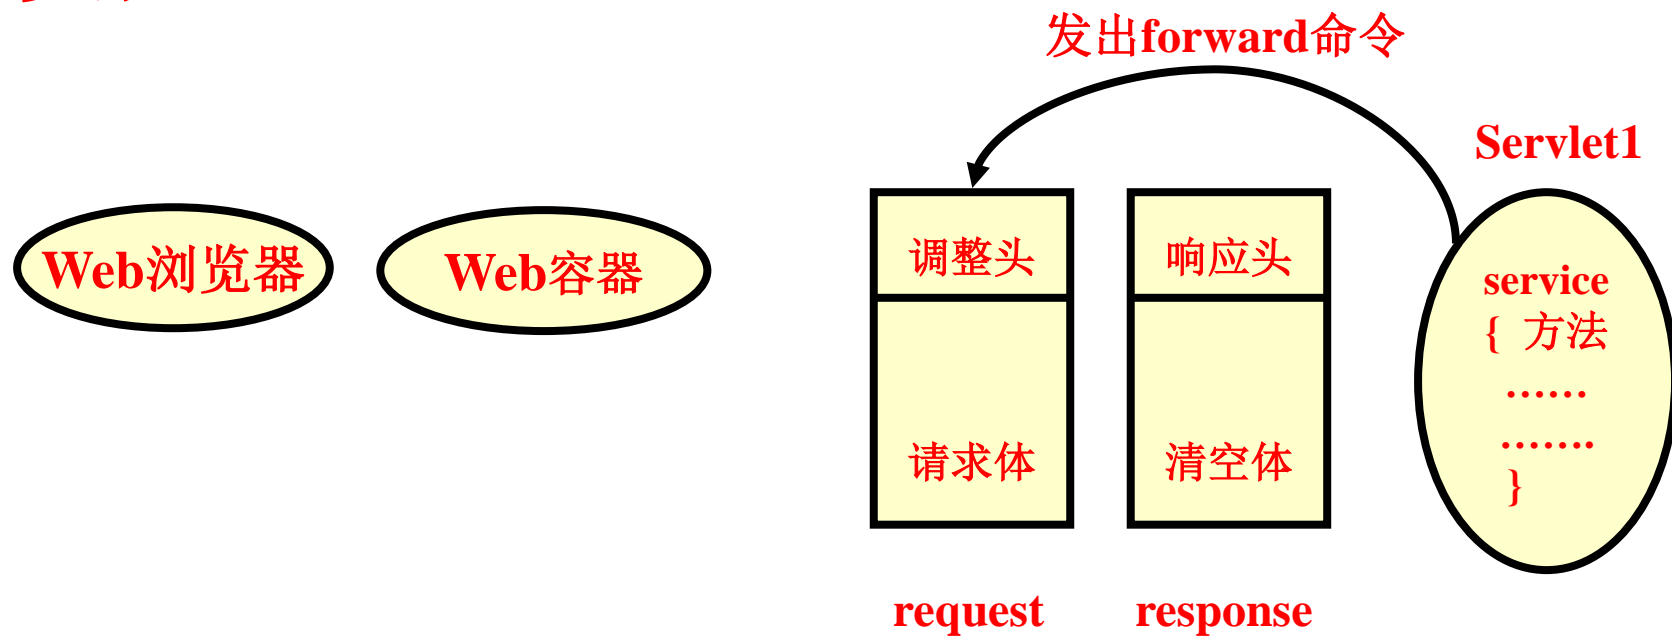 发出forward命令
Servlet1
Web浏览器
Web容器
调整头
响应头
service
{ 方法
……
…….
}
请求体
清空体
request
response